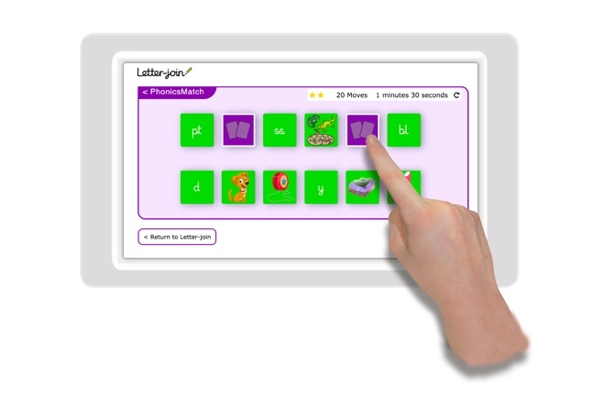 Letter-join
< PhonicsMatch
20 Moves 1 minutes 30 seconds
pt ss bl
d y
< Return to Letter-join